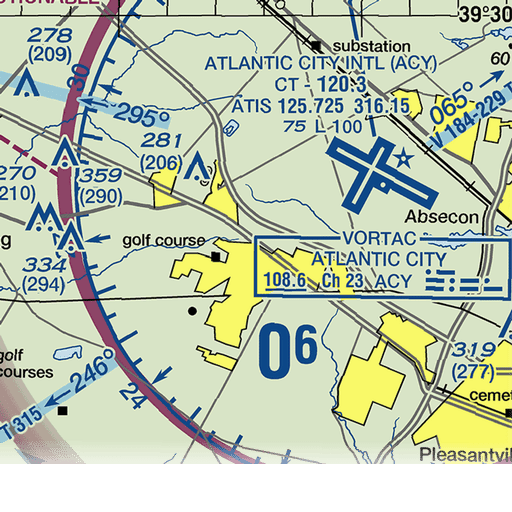 39°30
278
(209)
substation
60
ATLANTIC CITY INTL (ACY)
CT - 120.3
ATIS 125.725 316.15
75 L 100
30
295°
065°
V 184-229
281
(206)
270
(210)
359
(290)
Absecon
golf course
VORTAC
ATLANTIC CITY
108.6 Ch 23 ACY
334
(294)
06
319
(277)
golf
courses
246°
24
T 315